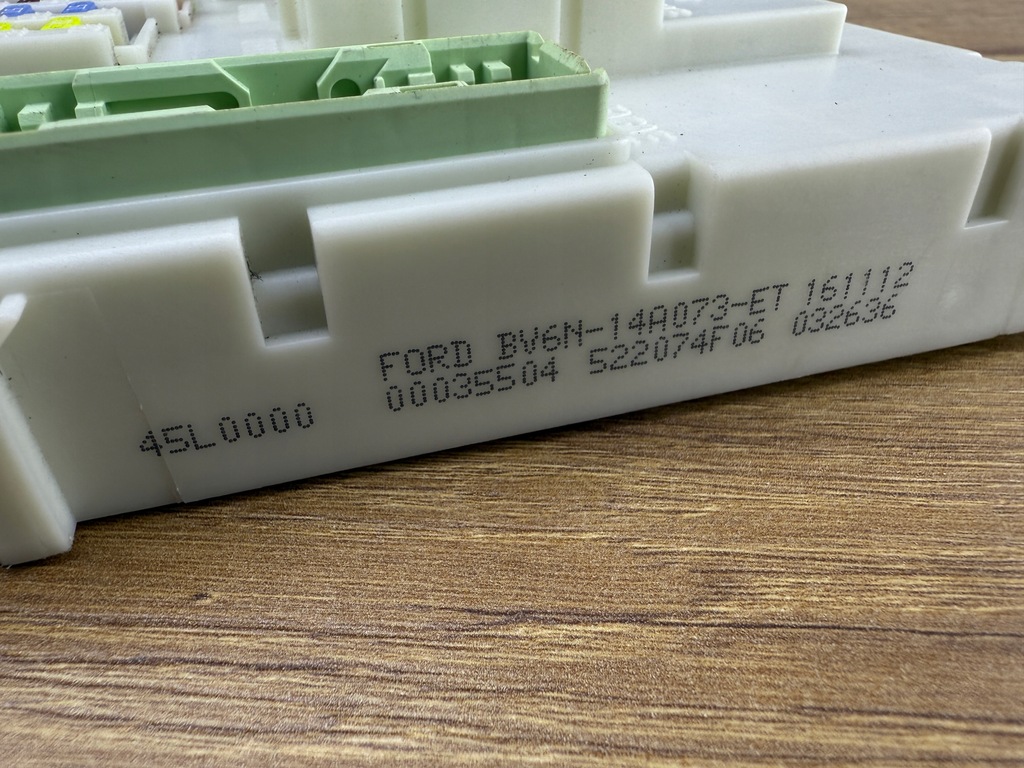 FORD BV6N-14A073-ET 161112
00035504 522074F06 032636
45L0000